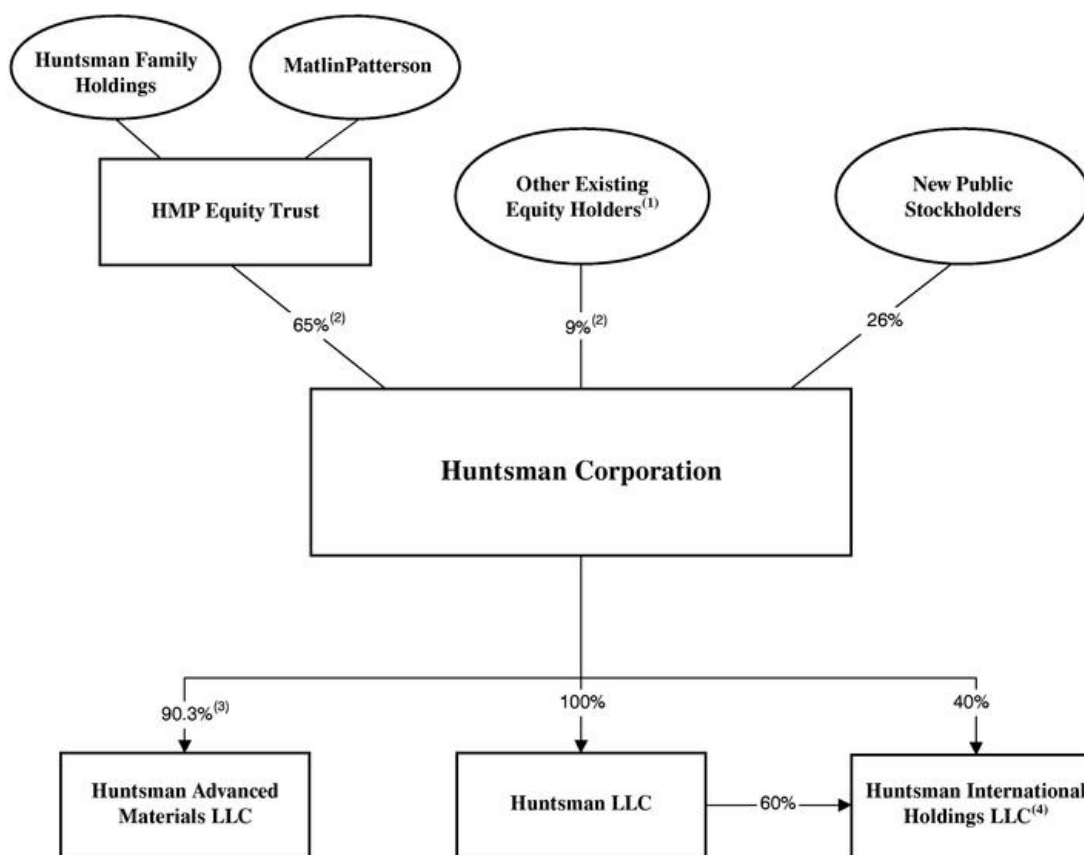 Huntsman Family
Holdings
MatlinPatterson
HMP Equity Trust
Other Existing
Equity Holders(1)
New Public
Stockholders
65%(2)
9%(2)
26%
Huntsman Corporation
90.3%(3)
100%
40%
Huntsman Advanced
Materials LLC
Huntsman LLC
60%
Huntsman International
Holdings LLC(4)